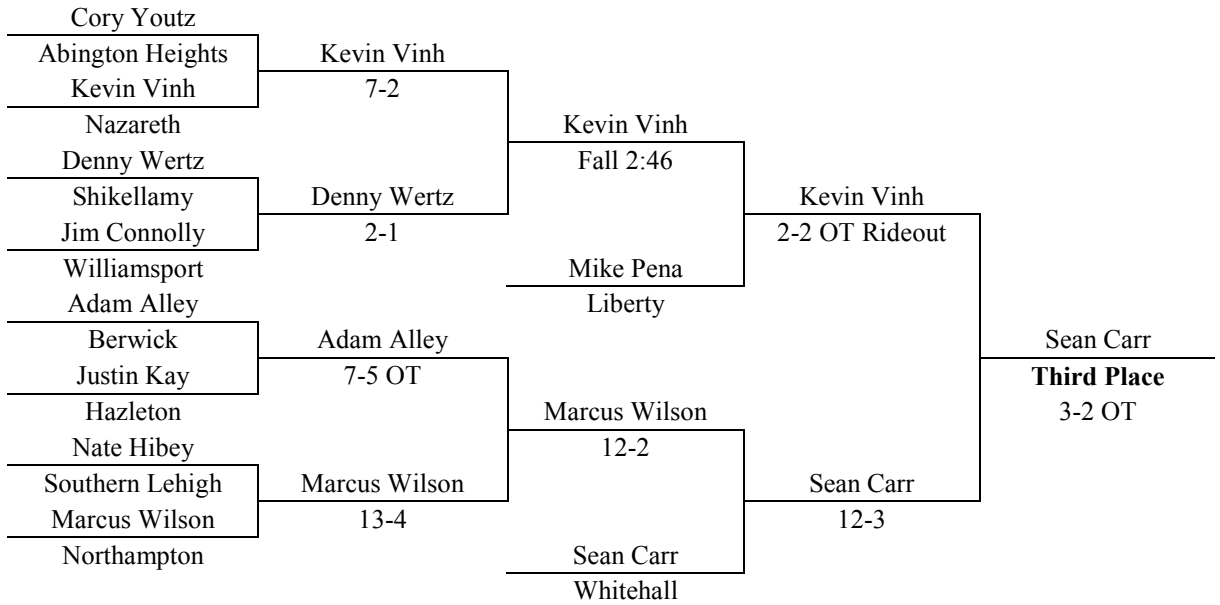 Cory Youtz
Abington Heights
Kevin Vinh
Kevin Vinh
7-2
Nazareth
Kevin Vinh
Denny Wertz
Fall 2:46
Shikellamy
Denny Wertz
Kevin Vinh
Jim Connolly
2-1
2-2 OT Rideout
Williamsport
Mike Pena
Adam Alley
Liberty
Berwick
Adam Alley
Sean Carr
Justin Kay
7-5 OT
Third Place
Hazleton
Marcus Wilson
3-2 OT
Nate Hibey
12-2
Southern Lehigh
Marcus Wilson
Sean Carr
Marcus Wilson
13-4
12-3
Northampton
Sean Carr
Whitehall